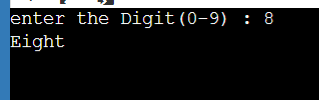 enter the Digit(0-9) : 8
Eight